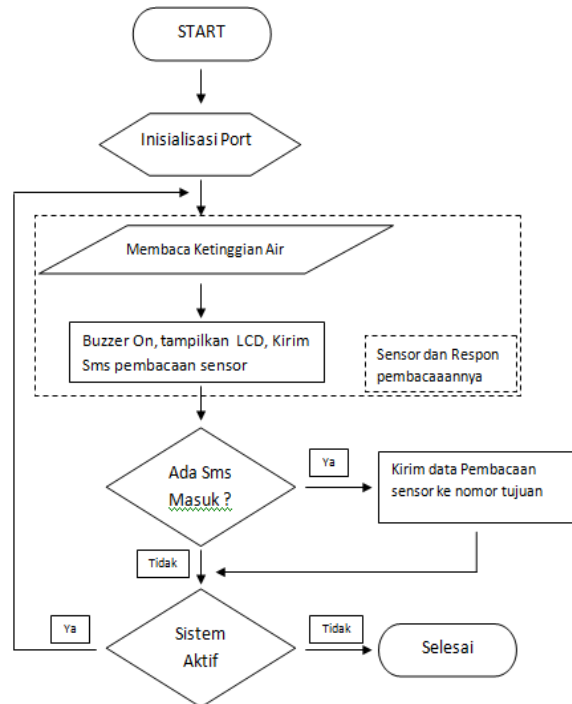 START
Inisialisasi Port
Membaca Ketinggian Air
Buzzer On, tampilkan LCD, Kirim
Sms pembacaan sensor
Sensor dan Respon
pembacaaannya
Ada Sms
Masuk ?
Ya
Kirim data Pembacaan
sensor ke nomor tujuan
Tidak
Ya
Sistem
Aktif
Tidak
Selesai